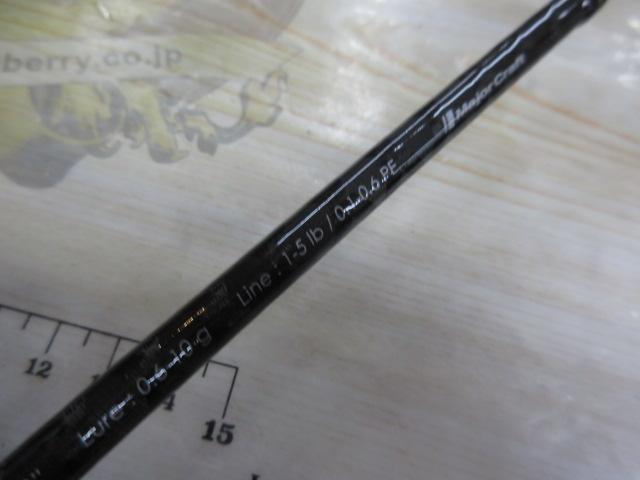 berry.co.jp
Major Craft
Line : 1-5 lb / 0.1-0.6 PE
Lure : 0.6-10 g
12
15